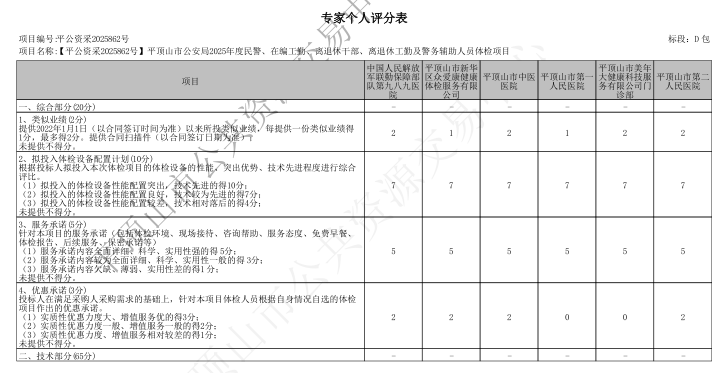 专家个人评分表
项目编号:平公资采2025862号 标段: D 包
项目名称:【平公资采2025862号】平顶山市公安局2025年度民警、在编工勤、离退休干部、离退休工勤及警务辅助人员体检项目
项目 中国人民解放军联勤保障部队第九八九医院 平顶山市新华区众爱康健康体检服务有限公司 平顶山市中医医院 平顶山市第一人民医院 平顶山市美年大健康科技服务有限公司门诊部 平顶山市第二人民医院
一、综合部分(20分) － － － － － －
1、类似业绩(2分)
提供2022年1月1日（以合同签订时间为准）以来所投类似业绩，每提供一份类似业绩得
1分，最多得2分。提供合同扫描件（以合同签订日期为准）；
未提供不得分。
2 1 2 1 2 2
2、拟投入体检设备配置计划(10分)
根据投标人拟投入本次体检项目的体检设备的性能、突出优势、技术先进程度进行综合
评比。
（1）拟投入的体检设备性能配置突出，技术先进的得10分；
（2）拟投入的体检设备性能配置良好，技术较为先进的得7分；
（3）拟投入的体检设备性能配置较差，技术相对落后的得4分；
未提供不得分。
7 7 7 7 7 7
3、服务承诺(5分)
针对本项目的服务承诺（包括体检环境、现场接待、咨询帮助、服务态度、免费早餐、
体检报告、后续服务、保密承诺等）
（1）服务承诺内容全面详细、科学、实用性强的得 5分；
（2）服务承诺内容较为全面详细、科学、实用性一般的得 3分；
（3）服务承诺内容欠缺、薄弱、实用性差的得1 分；
未提供不得分。
5 5 5 5 5 5
4、优惠承诺(3分)
投标人在满足采购人采购需求的基础上，针对本项目体检人员根据自身情况自选的体检
项目作出的优惠承诺。
（1）实质性优惠力度大、增值服务优的得3分；
（2）实质性优惠力度一般、增值服务一般的得2分；
（3）实质性优惠力度、增值服务相对较差的得1分；
未提供不得分。
2 2 2 0 0 2
二、技术部分(65分) － － － － － －
平顶山市公共资源交易中
平顶山市公共资源交易中